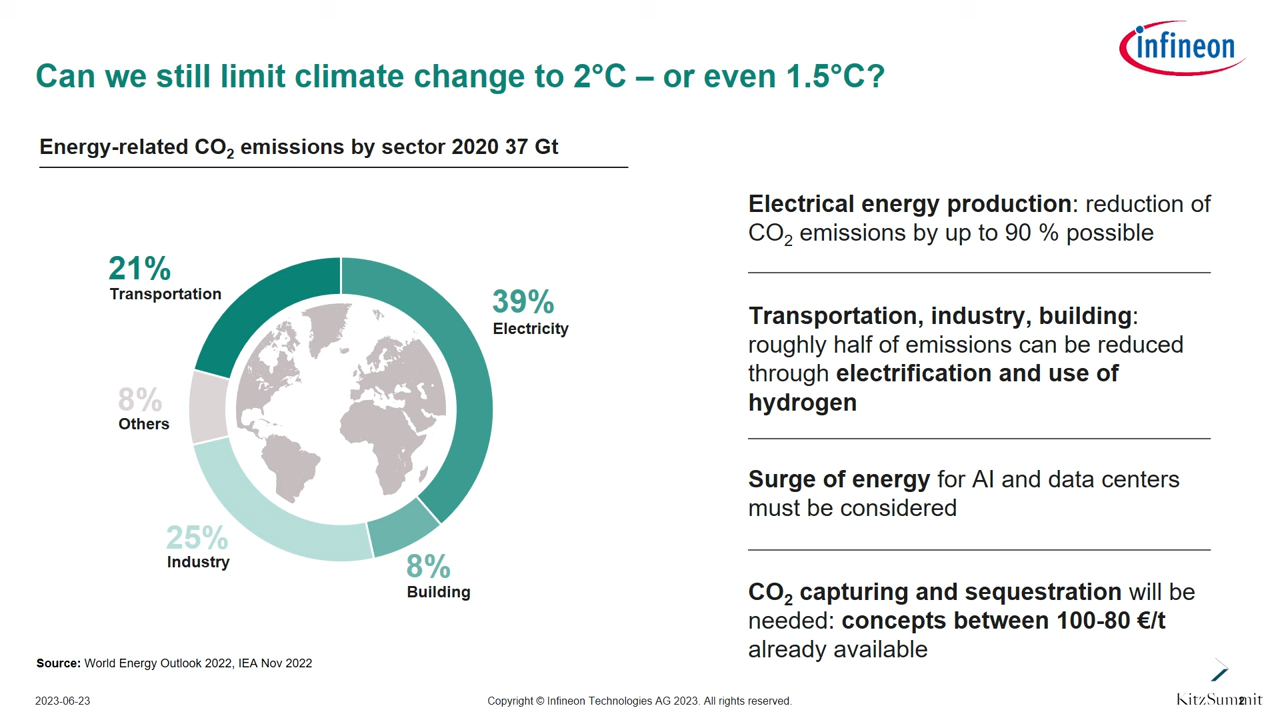 infineon
Can we still limit climate change to 2°C – or even 1.5°C?
Energy-related CO₂ emissions by sector 2020 37 Gt
21%
Transportation
39%
Electricity
8%
Others
25%
Industry
8%
Building
Electrical energy production: reduction of
CO₂ emissions by up to 90 % possible
Transportation, industry, building:
roughly half of emissions can be reduced
through electrification and use of
hydrogen
Surge of energy for AI and data centers
must be considered
CO₂ capturing and sequestration will be
needed: concepts between 100-80 €/t
already available
Source: World Energy Outlook 2022, IEA Nov 2022
2023-06-23
Copyright © Infineon Technologies AG 2023. All rights reserved.
KitzSummit
2